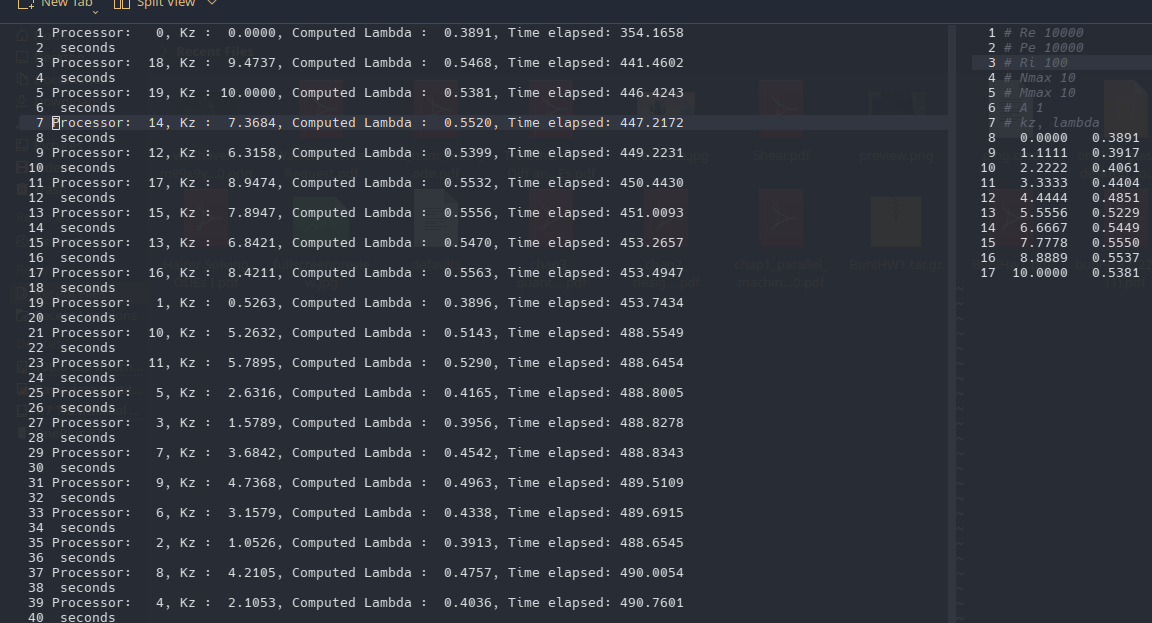 New Tab Split View
1 Processor: 0, Kz : 0.0000, Computed Lambda : 0.3891, Time elapsed: 354.1658
2 seconds
3 Processor: 18, Kz : 9.4737, Computed Lambda : 0.5468, Time elapsed: 441.4602
4 seconds
5 Processor: 19, Kz : 10.0000, Computed Lambda : 0.5381, Time elapsed: 446.4243
6 seconds
7 Processor: 14, Kz : 7.3684, Computed Lambda : 0.5520, Time elapsed: 447.2172
8 seconds
9 Processor: 12, Kz : 6.3158, Computed Lambda : 0.5399, Time elapsed: 449.2231
10 seconds
11 Processor: 17, Kz : 8.9474, Computed Lambda : 0.5532, Time elapsed: 450.4430
12 seconds
13 Processor: 15, Kz : 7.8947, Computed Lambda : 0.5556, Time elapsed: 451.0093
14 seconds
15 Processor: 13, Kz : 6.8421, Computed Lambda : 0.5470, Time elapsed: 453.2657
16 seconds
17 Processor: 16, Kz : 8.4211, Computed Lambda : 0.5563, Time elapsed: 453.4947
18 seconds
19 Processor: 1, Kz : 0.5263, Computed Lambda : 0.3896, Time elapsed: 453.7434
20 seconds
21 Processor: 10, Kz : 5.2632, Computed Lambda : 0.5143, Time elapsed: 488.5549
22 seconds
23 Processor: 11, Kz : 5.7895, Computed Lambda : 0.5290, Time elapsed: 488.6454
24 seconds
25 Processor: 5, Kz : 2.6316, Computed Lambda : 0.4165, Time elapsed: 488.8005
26 seconds
27 Processor: 3, Kz : 1.5789, Computed Lambda : 0.3956, Time elapsed: 488.8278
28 seconds
29 Processor: 7, Kz : 3.6842, Computed Lambda : 0.4542, Time elapsed: 488.8343
30 seconds
31 Processor: 9, Kz : 4.7368, Computed Lambda : 0.4963, Time elapsed: 489.5109
32 seconds
33 Processor: 6, Kz : 3.1579, Computed Lambda : 0.4338, Time elapsed: 489.6915
34 seconds
35 Processor: 2, Kz : 1.0526, Computed Lambda : 0.3913, Time elapsed: 488.6545
36 seconds
37 Processor: 8, Kz : 4.2105, Computed Lambda : 0.4757, Time elapsed: 490.0054
38 seconds
39 Processor: 4, Kz : 2.1053, Computed Lambda : 0.4036, Time elapsed: 490.7601
40 seconds
1 # Re 10000
2 # Pe 10000
3 # Ri 100
4 # Nmax 10
5 # Mmax 10
6 # A 1
7 # kz, lambda
8 0.0000 0.3891
9 1.1111 0.3917
10 2.2222 0.4061
11 3.3333 0.4404
12 4.4444 0.4851
13 5.5556 0.5229
14 6.6667 0.5449
15 7.7778 0.5550
16 8.8889 0.5537
17 10.0000 0.5381
Recent Files
Shear.pdf
preview.png